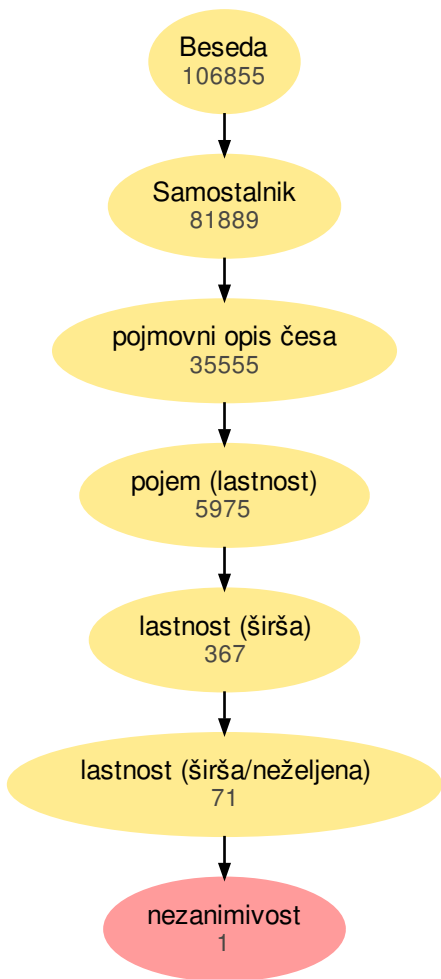 Beseda
106855
Samostalnik
81889
pojmovni opis česa
35555
pojem (lastnost)
5975
lastnost (širša)
367
lastnost (širša/neželjena)
71
nezanimivost
1